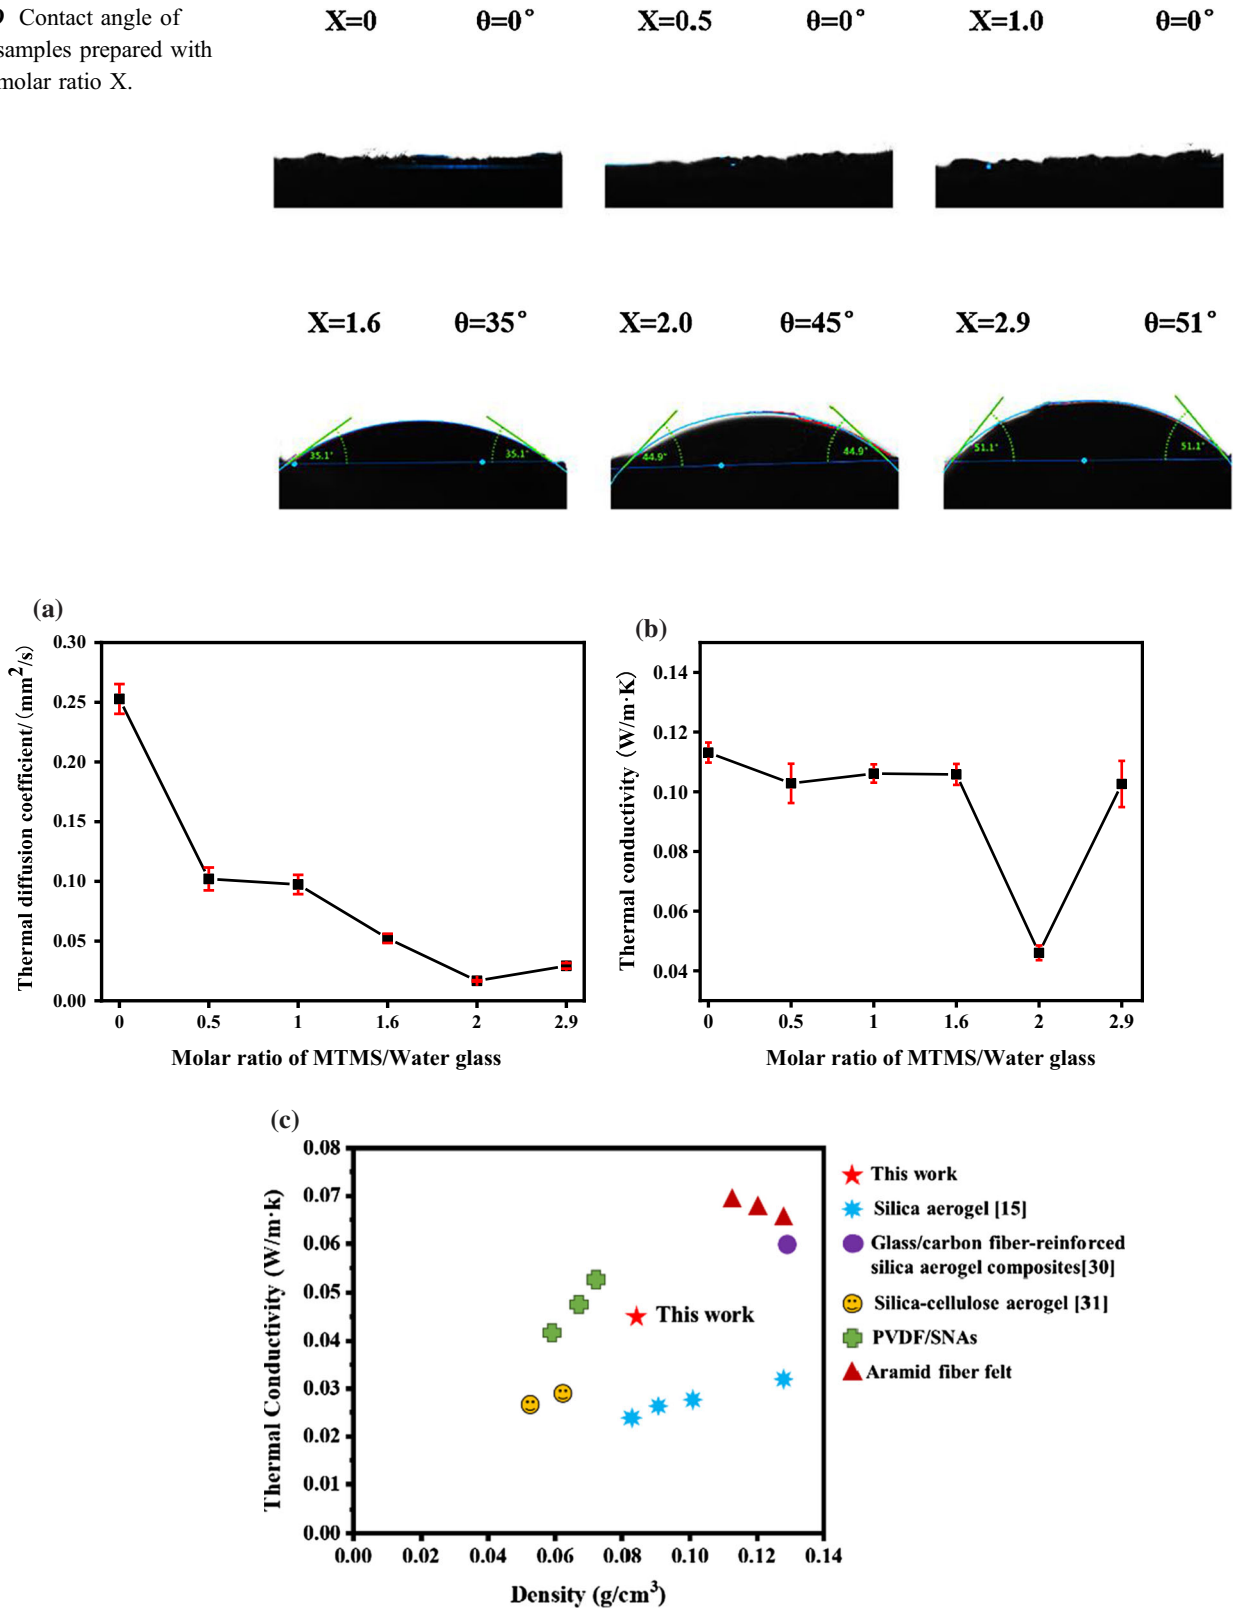 9 Contact angle of
samples prepared with
molar ratio X.
X=0 θ=0° X=0.5 θ=0° X=1.0 θ=0°
X=1.6 θ=35° X=2.0 θ=45° X=2.9 θ=51°
35.1° 35.1° 44.9° 44.9° 51.1° 51.1°
(a)
Thermal diffusion coefficient/(mm²/s)
0.30
0.25
0.20
0.15
0.10
0.05
0.00
0 0.5 1 1.6 2 2.9
Molar ratio of MTMS/Water glass
(b)
Thermal conductivity (W/m·K)
0.14
0.12
0.10
0.08
0.06
0.04
0 0.5 1 1.6 2 2.9
Molar ratio of MTMS/Water glass
(c)
Thermal Conductivity (W/m·k)
0.08
0.07
0.06
0.05
0.04
0.03
0.02
0.01
0.00
0.00 0.02 0.04 0.06 0.08 0.10 0.12 0.14
Density (g/cm³)
This work
This work
Silica aerogel [15]
Glass/carbon fiber-reinforced
silica aerogel composites[30]
Silica-cellulose aerogel [31]
PVDF/SNAs
Aramid fiber felt